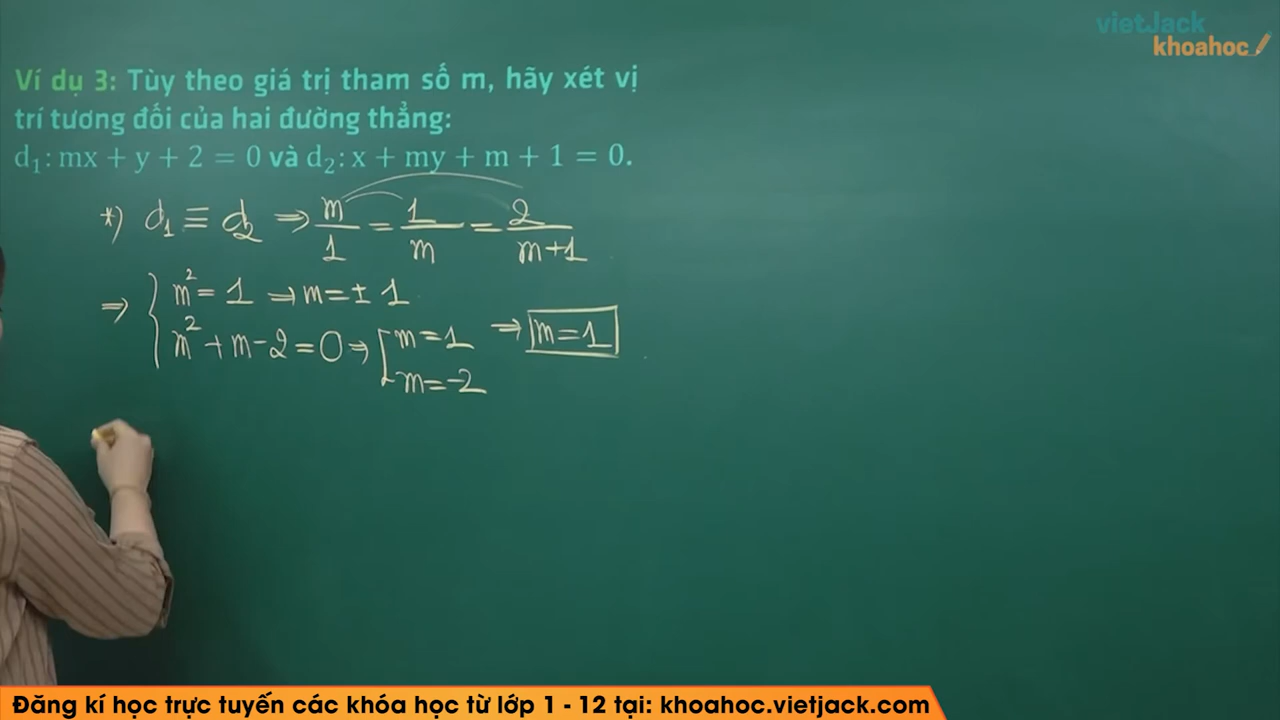 vietJack
khoahoc
Ví dụ 3: Tùy theo giá trị tham số m, hãy xét vị
trí tương đối của hai đường thẳng:
d₁: mx + y + 2 = 0 và d₂: x + my + m + 1 = 0.
*) d₁ ≡ d₂ ⇒ m/1 = 1/m = 2/(m+1)
⇒ { m² = 1 ⇒ m = ± 1
m² + m - 2 = 0 ⇒ [ m = 1 ⇒ m = 1
m = -2
Đăng kí học trực tuyến các khóa học từ lớp 1 - 12 tại: khoahoc.vietjack.com